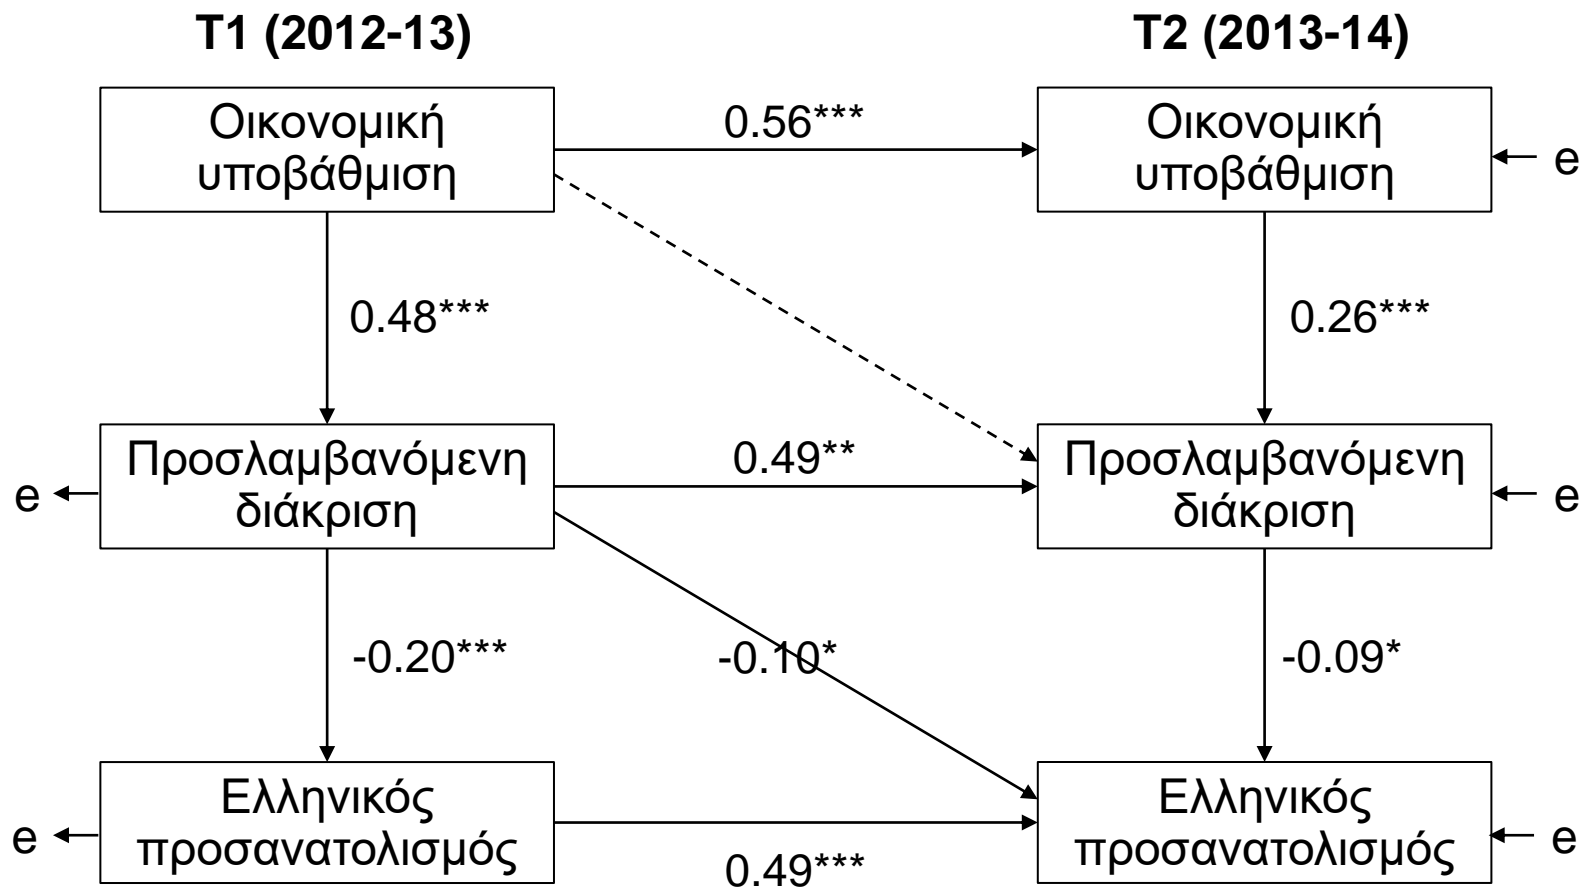 T1 (2012-13)
T2 (2013-14)
Οικονομική
υποβάθμιση
0.56***
Οικονομική
υποβάθμιση
e
0.48***
0.26***
e
Προσλαμβανόμενη
διάκριση
0.49**
Προσλαμβανόμενη
διάκριση
e
-0.20***
-0.10*
-0.09*
e
Ελληνικός
προσανατολισμός
0.49***
Ελληνικός
προσανατολισμός
e